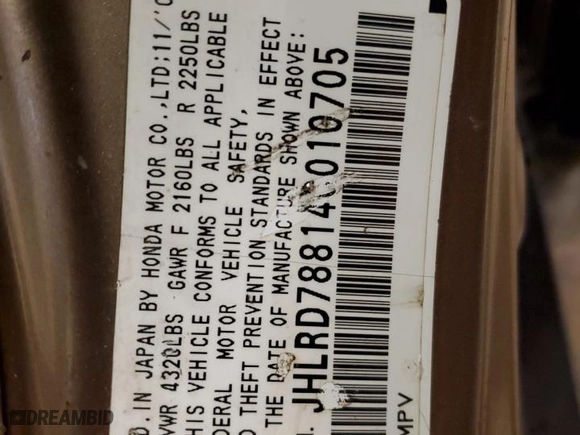 D.IN JAPAN BY HONDA MOTOR CO.,LTD:11/'0
VWR 4320LBS GAWR F 2160LBS R 2250LBS
HIS VEHICLE CONFORMS TO ALL APPLICABLE
DERAL MOTOR VEHICLE SAFETY,
D THEFT PREVENTION STANDARDS IN EFFECT
THE DATE OF MANUFACTURE SHOWN ABOVE:
JHLRD78814C010705
MPV
DREAMBID